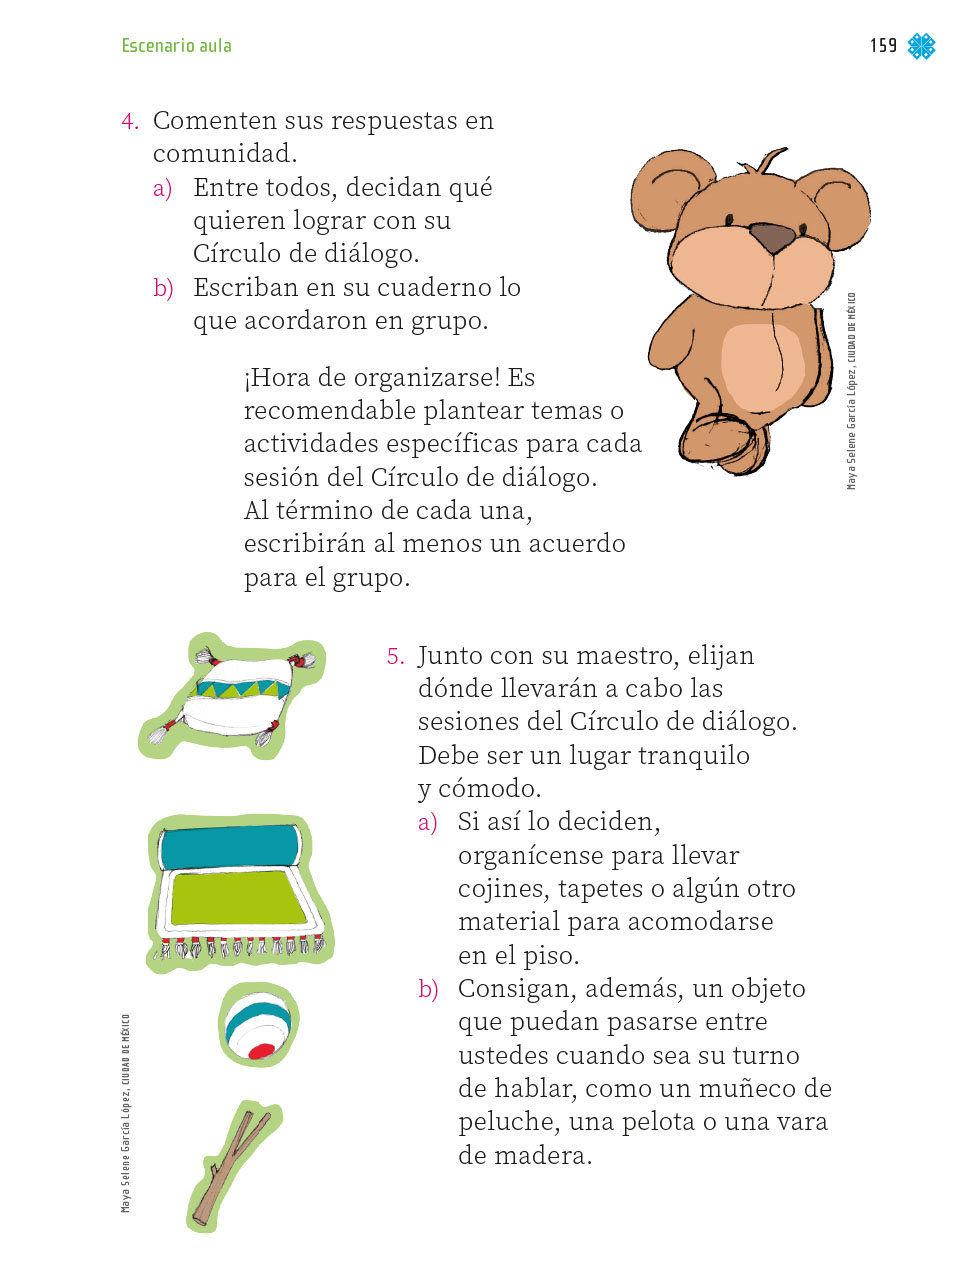 Escenario aula
159
4. Comenten sus respuestas en
comunidad.
a) Entre todos, decidan qué
quieren lograr con su
Círculo de diálogo.
b) Escriban en su cuaderno lo
que acordaron en grupo.
¡Hora de organizarse! Es
recomendable plantear temas o
actividades específicas para cada
sesión del Círculo de diálogo.
Al término de cada una,
escribirán al menos un acuerdo
para el grupo.
Maya Selene García López, CIUDAD DE MÉXICO
5. Junto con su maestro, elijan
dónde llevarán a cabo las
sesiones del Círculo de diálogo.
Debe ser un lugar tranquilo
y cómodo.
a) Si así lo deciden,
organícense para llevar
cojines, tapetes o algún otro
material para acomodarse
en el piso.
b) Consigan, además, un objeto
que puedan pasarse entre
ustedes cuando sea su turno
de hablar, como un muñeco de
peluche, una pelota o una vara
de madera.
Maya Selene García López, CIUDAD DE MÉXICO